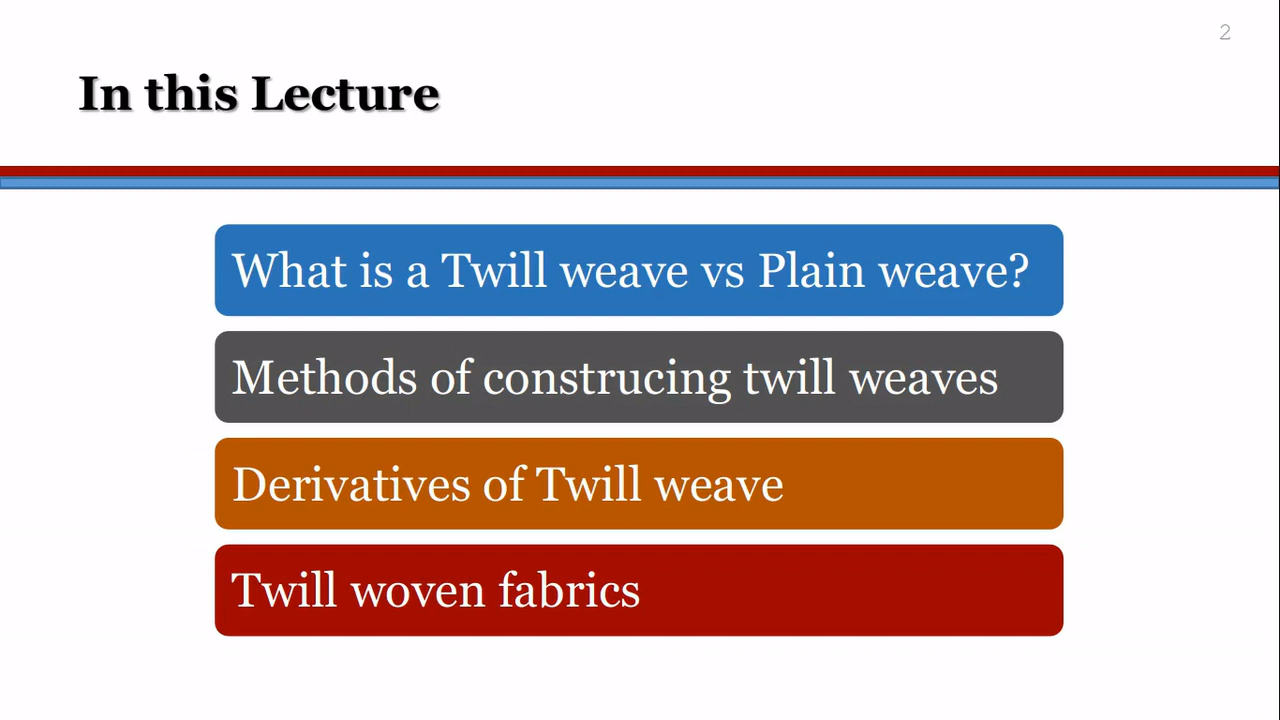 2
In this Lecture
What is a Twill weave vs Plain weave?
Methods of construcing twill weaves
Derivatives of Twill weave
Twill woven fabrics